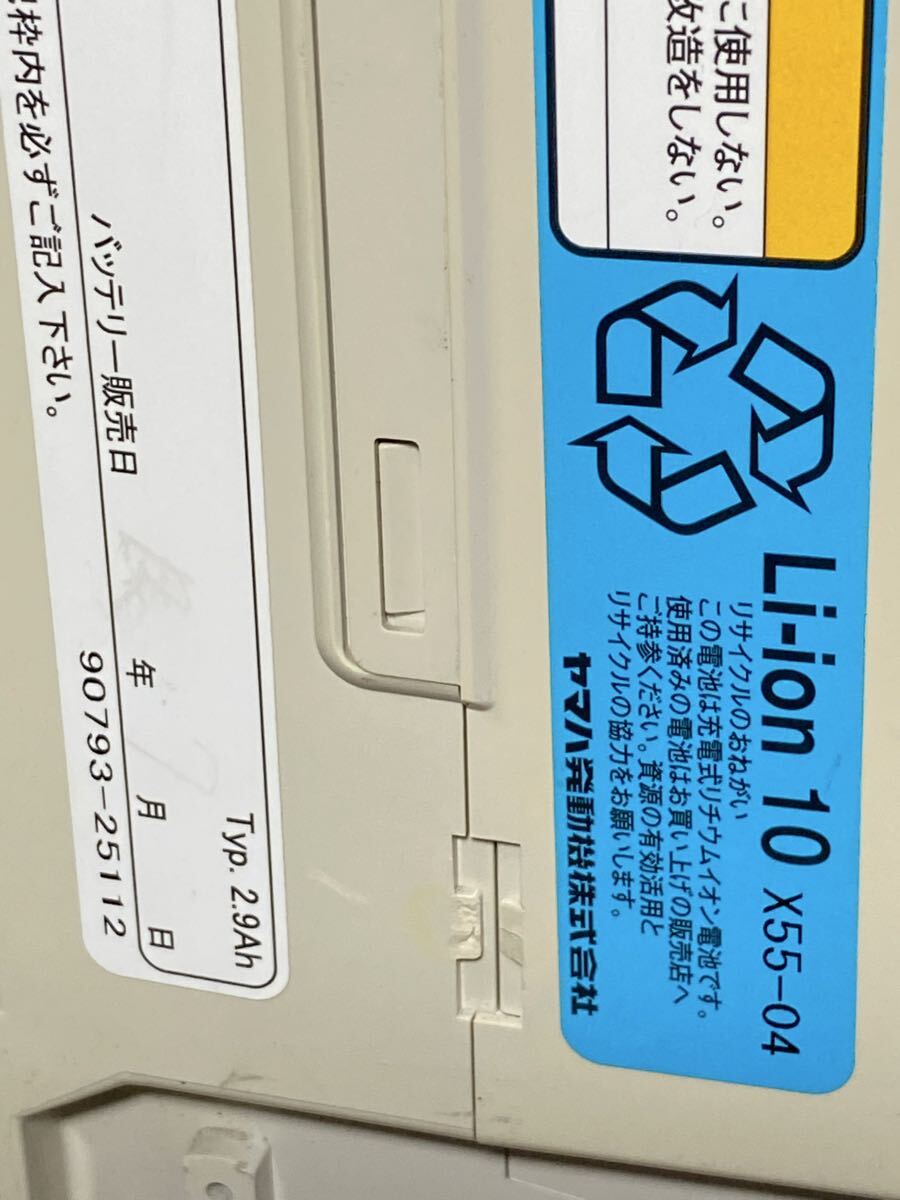 ご使用しない。
改造をしない。
Li-ion 10 X55-04
リサイクルのおねがい
この電池は充電式リチウムイオン電池です。
使用済みの電池はお買い上げの販売店へ
ご持参ください。資源の有効活用と
リサイクルの協力をお願いします。
ヤマハ発動機株式会社
Typ. 2.9Ah
バッテリー販売日 年 月 日
90793-25112
枠内を必ずご記入下さい。